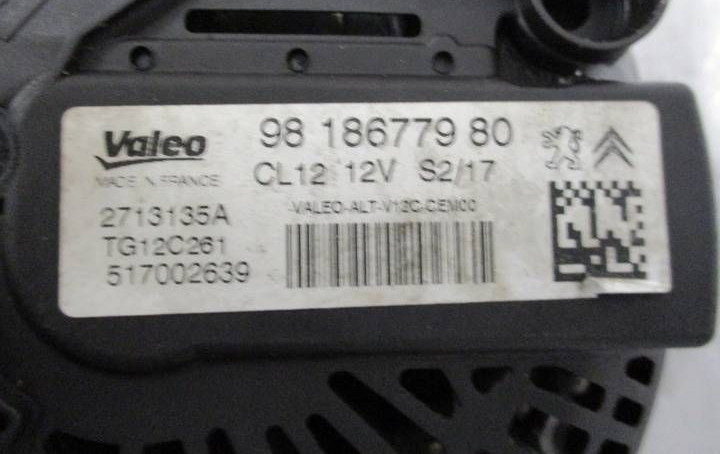 Valeo
MADE IN FRANCE
98 186779 80
CL12 12V S2/17
VALEO-ALT-V12C-CEM00
2713135A
TG12C261
517002639